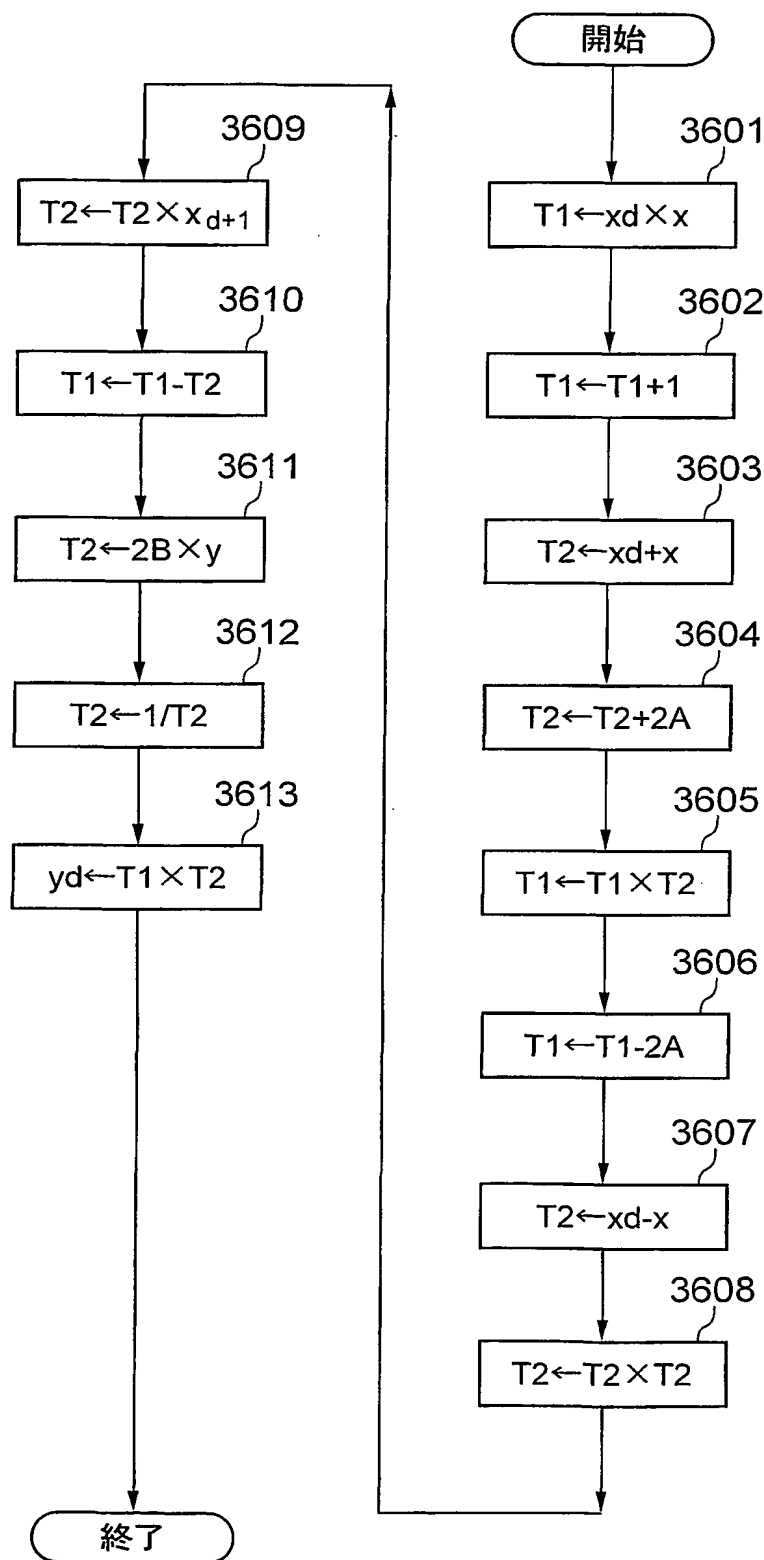 開始
3601
T1←xd×x
3602
T1←T1+1
3603
T2←xd+x
3604
T2←T2+2A
3605
T1←T1×T2
3606
T1←T1-2A
3607
T2←xd-x
3608
T2←T2×T2
3609
T2←T2×x_{d+1}
3610
T1←T1-T2
3611
T2←2B×y
3612
T2←1/T2
3613
yd←T1×T2
終了